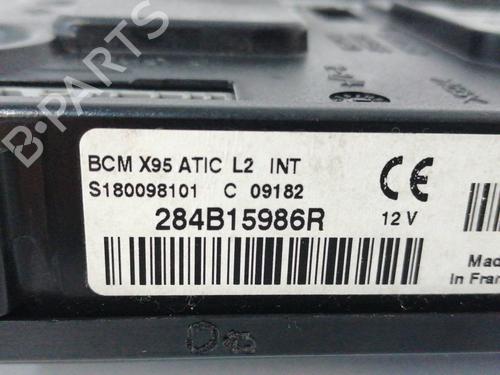 BCM X95 ATIC L2 INT
S180098101 C 09182
284B15986R
12 V
CE
Mad
In Fran
B-PARTS